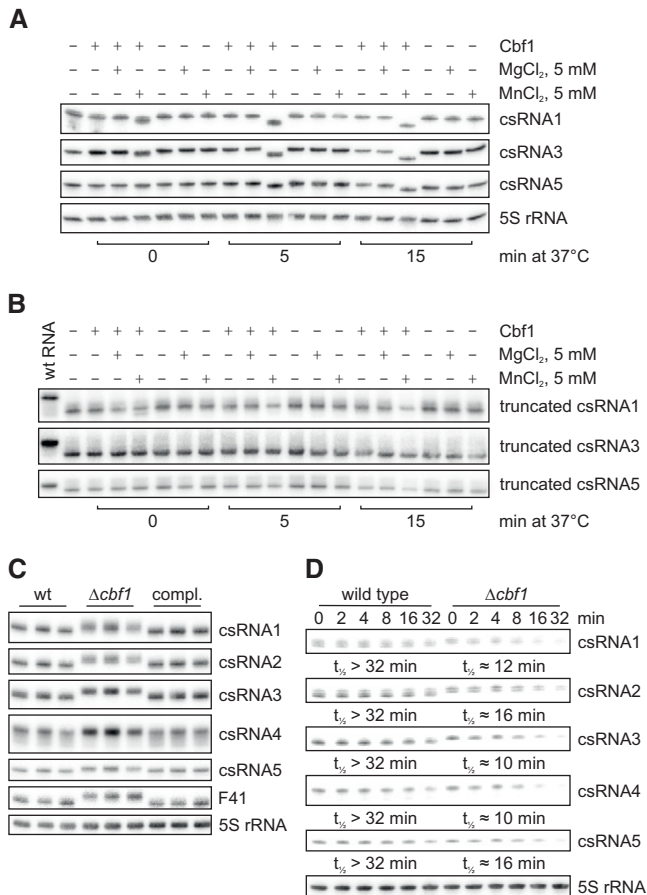 A
− + + + − − − + + + − − − + + + − − − Cbf1
− − + − − + − − + − − + − − + − − + − MgCl₂, 5 mM
− − − + − − + − − + − − + − − + − − + MnCl₂, 5 mM
csRNA1
csRNA3
csRNA5
5S rRNA
0 5 15 min at 37°C
B
wt RNA
− + + + − − − + + + − − − + + + − − − Cbf1
− − + − − + − − + − − + − − + − − + − MgCl₂, 5 mM
− − − + − − + − − + − − + − − + − − + MnCl₂, 5 mM
truncated csRNA1
truncated csRNA3
truncated csRNA5
0 5 15 min at 37°C
C
wt Δcbf1 compl.
csRNA1
csRNA2
csRNA3
csRNA4
csRNA5
F41
5S rRNA
D
wild type Δcbf1
0 2 4 8 16 32 0 2 4 8 16 32 min
csRNA1
t½ > 32 min t½ ≈ 12 min
csRNA2
t½ > 32 min t½ ≈ 16 min
csRNA3
t½ > 32 min t½ ≈ 10 min
csRNA4
t½ > 32 min t½ ≈ 10 min
csRNA5
t½ > 32 min t½ ≈ 16 min
5S rRNA